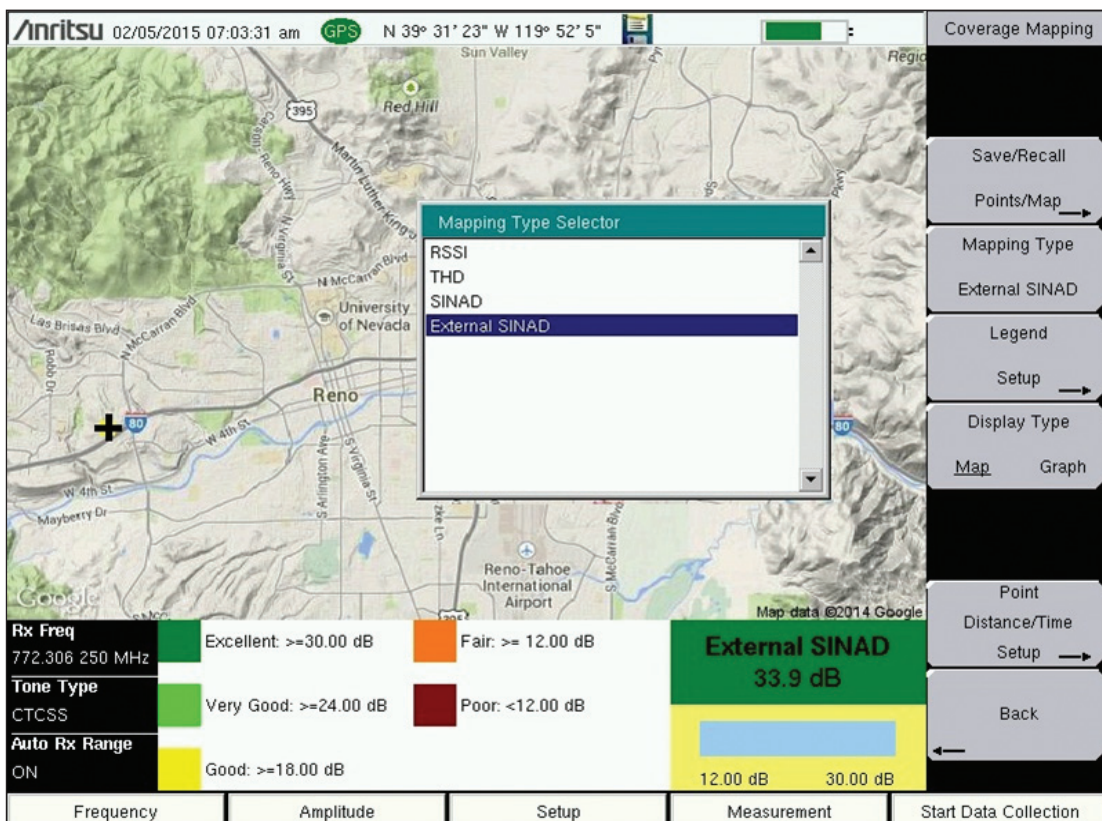 Anritsu 02/05/2015 07:03:31 am GPS N 39° 31' 23" W 119° 52' 5"
Coverage Mapping
Sun Valley
395
Red Hill
Carson Reno Hwy
N Virginia St
Martin Luther King
Pkwy
N McCarran Blvd
University
of Nevada
Las Brisas Blvd
N McCarran Blvd
Robb Dr
Reno
80
80
W 4th St
W 4th St
S Arlington Ave
S Virginia St
Mayberry Dr
S McCarran Blvd
Reno-Tahoe
International
Airport
Google
Map data ©2014 Google
Mapping Type Selector
RSSI
THD
SINAD
External SINAD
Save/Recall
Points/Map
Mapping Type
External SINAD
Legend
Setup
Display Type
Map Graph
Point
Distance/Time
Setup
Back
Rx Freq
772.306 250 MHz
Tone Type
CTCSS
Auto Rx Range
ON
Excellent: >=30.00 dB
Very Good: >=24.00 dB
Good: >=18.00 dB
Fair: >= 12.00 dB
Poor: <12.00 dB
External SINAD
33.9 dB
12.00 dB 30.00 dB
Frequency
Amplitude
Setup
Measurement
Start Data Collection